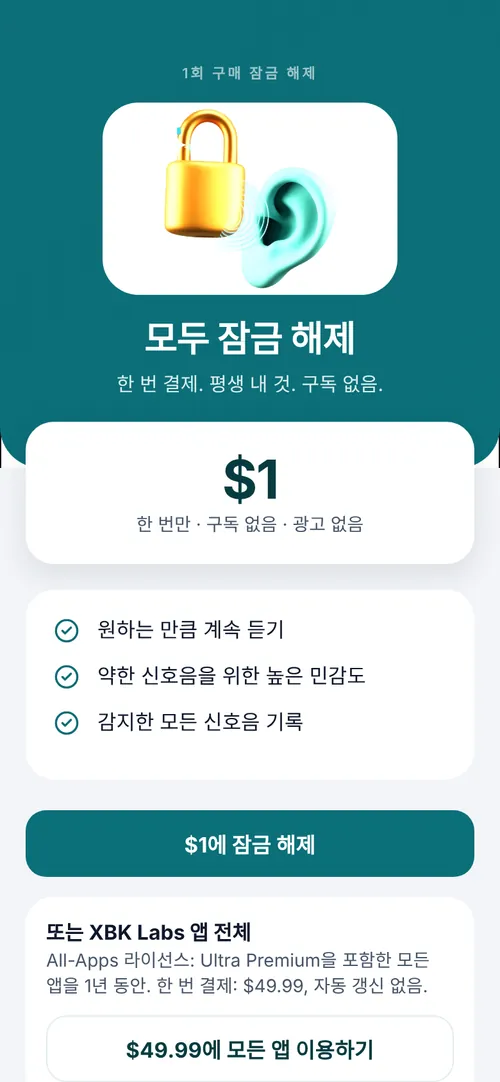 1회 구매 잠금 해제
모두 잠금 해제
한 번 결제. 평생 내 것. 구독 없음.
$1
한 번만 · 구독 없음 · 광고 없음
원하는 만큼 계속 듣기
약한 신호음을 위한 높은 민감도
감지한 모든 신호음 기록
$1에 잠금 해제
또는 XBK Labs 앱 전체
All-Apps 라이선스: Ultra Premium을 포함한 모든
앱을 1년 동안. 한 번 결제: $49.99, 자동 갱신 없음.
$49.99에 모든 앱 이용하기